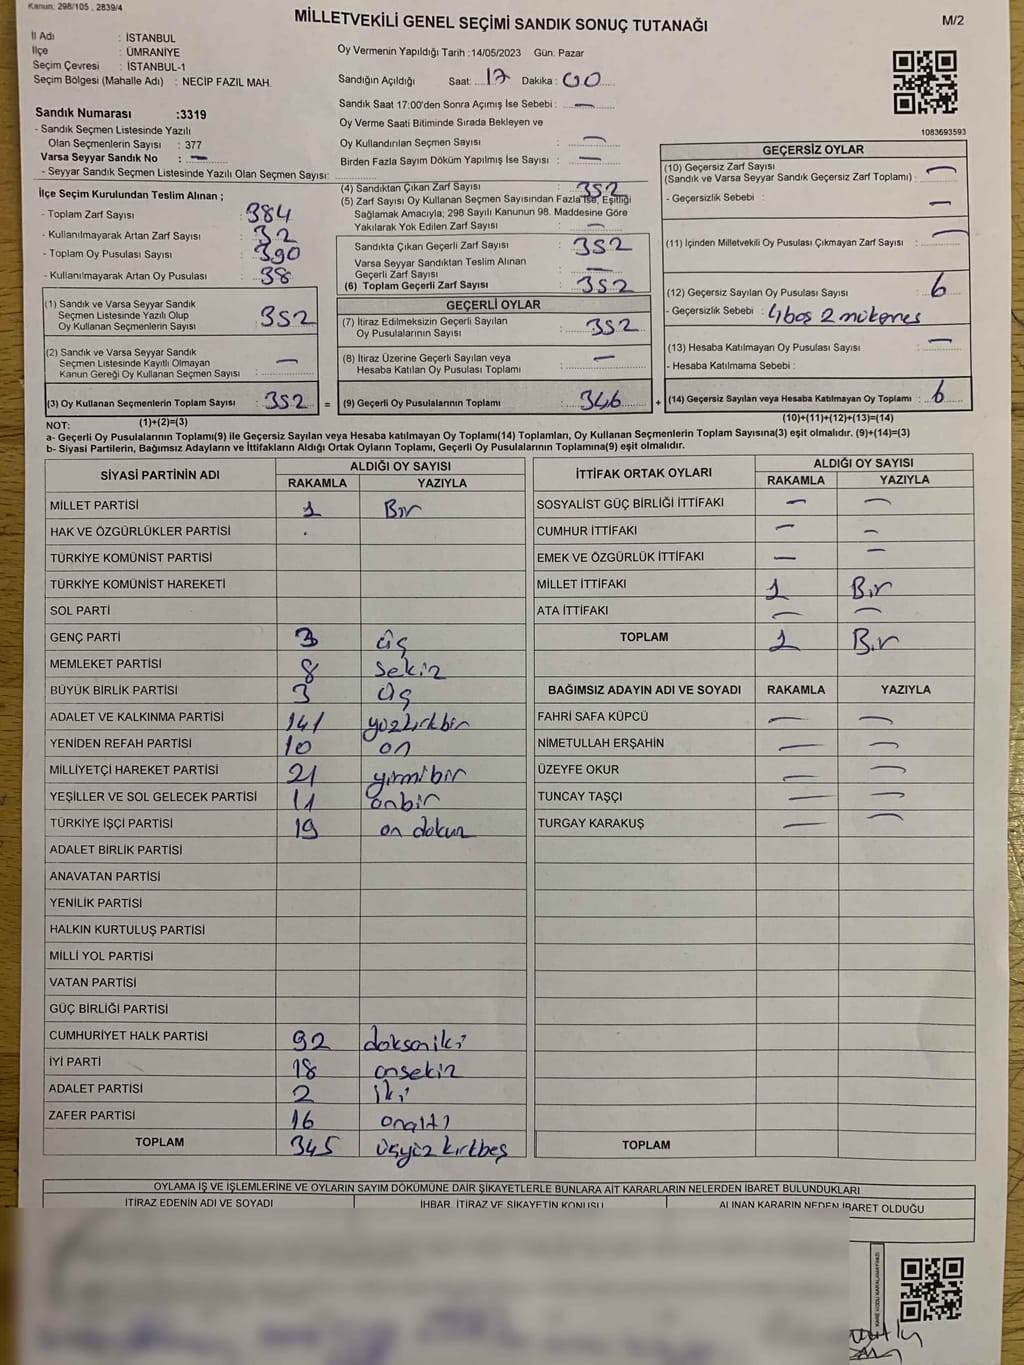 Kanun: 298/105 , 2839/4
MİLLETVEKİLİ GENEL SEÇİMİ SANDIK SONUÇ TUTANAĞI
M/2
İl Adı : İSTANBUL
İlçe : ÜMRANİYE
Seçim Çevresi : İSTANBUL-1
Seçim Bölgesi (Mahalle Adı) : NECİP FAZIL MAH.
Oy Vermenin Yapıldığı Tarih :14/05/2023 Gün: Pazar
Sandığın Açıldığı Saat: 17 Dakika : 00
Sandık Saat 17:00'den Sonra Açımış İse Sebebi : —
Oy Verme Saati Bitiminde Sırada Bekleyen ve
Oy Kullandırılan Seçmen Sayısı : —
Birden Fazla Sayım Döküm Yapılmış İse Sayısı : —
1083693593
Sandık Numarası :3319
- Sandık Seçmen Listesinde Yazılı
Olan Seçmenlerin Sayısı : 377
Varsa Seyyar Sandık No : —
- Seyyar Sandık Seçmen Listesinde Yazılı Olan Seçmen Sayısı:
İlçe Seçim Kurulundan Teslim Alınan ;
- Toplam Zarf Sayısı : 384
- Kullanılmayarak Artan Zarf Sayısı : 32
- Toplam Oy Pusulası Sayısı : 390
- Kullanılmayarak Artan Oy Pusulası : 38
(1) Sandık ve Varsa Seyyar Sandık
Seçmen Listesinde Yazılı Olup
Oy Kullanan Seçmenlerin Sayısı : 352
(2) Sandık ve Varsa Seyyar Sandık
Seçmen Listesinde Kayıtlı Olmayan
Kanun Gereği Oy Kullanan Seçmen Sayısı : —
(3) Oy Kullanan Seçmenlerin Toplam Sayısı : 352 =
(4) Sandıktan Çıkan Zarf Sayısı : 352
(5) Zarf Sayısı Oy Kullanan Seçmen Sayısından Fazla İse, Eşitliği
Sağlamak Amacıyla; 298 Sayılı Kanunun 98. Maddesine Göre
Yakılarak Yok Edilen Zarf Sayısı : —
Sandıkta Çıkan Geçerli Zarf Sayısı : 352
Varsa Seyyar Sandıktan Teslim Alınan
Geçerli Zarf Sayısı : —
(6) Toplam Geçerli Zarf Sayısı : 352
GEÇERLİ OYLAR
(7) İtiraz Edilmeksizin Geçerli Sayılan
Oy Pusulalarının Sayısı : 352
(8) İtiraz Üzerine Geçerli Sayılan veya
Hesaba Katılan Oy Pusulası Toplamı : —
(9) Geçerli Oy Pusulalarının Toplamı : 346 +
GEÇERSİZ OYLAR
(10) Geçersiz Zarf Sayısı
(Sandık ve Varsa Seyyar Sandık Geçersiz Zarf Toplamı) : —
- Geçersizlik Sebebi : —
(11) İçinden Milletvekili Oy Pusulası Çıkmayan Zarf Sayısı : —
(12) Geçersiz Sayılan Oy Pusulası Sayısı : 6
- Geçersizlik Sebebi : 4 boş 2 mükerres
(13) Hesaba Katılmayan Oy Pusulası Sayısı : —
- Hesaba Katılmama Sebebi :
(14) Geçersiz Sayılan veya Hesaba Katılmayan Oy Toplamı : 6
NOT: (1)+(2)=(3)
(10)+(11)+(12)+(13)=(14)
a- Geçerli Oy Pusulalarının Toplamı(9) ile Geçersiz Sayılan veya Hesaba katılmayan Oy Toplamı(14) Toplamları, Oy Kullanan Seçmenlerin Toplam Sayısına(3) eşit olmalıdır. (9)+(14)=(3)
b- Siyasi Partilerin, Bağımsız Adayların ve İttifakların Aldığı Ortak Oyların Toplamı, Geçerli Oy Pusulalarının Toplamına(9) eşit olmalıdır.
SİYASİ PARTİNİN ADI ALDIĞI OY SAYISI
RAKAMLA YAZIYLA
MİLLET PARTİSİ 1 Bir
HAK VE ÖZGÜRLÜKLER PARTİSİ .
TÜRKİYE KOMÜNİST PARTİSİ
TÜRKİYE KOMÜNİST HAREKETİ
SOL PARTİ
GENÇ PARTİ 3 üç
MEMLEKET PARTİSİ 8 sekiz
BÜYÜK BİRLİK PARTİSİ 3 üç
ADALET VE KALKINMA PARTİSİ 141 yüzkırkbir
YENİDEN REFAH PARTİSİ 10 on
MİLLİYETÇİ HAREKET PARTİSİ 21 yirmibir
YEŞİLLER VE SOL GELECEK PARTİSİ 11 onbir
TÜRKİYE İŞÇİ PARTİSİ 19 on dokuz
ADALET BİRLİK PARTİSİ
ANAVATAN PARTİSİ
YENİLİK PARTİSİ
HALKIN KURTULUŞ PARTİSİ
MİLLİ YOL PARTİSİ
VATAN PARTİSİ
GÜÇ BİRLİĞİ PARTİSİ
CUMHURİYET HALK PARTİSİ 92 doksaniki
İYİ PARTİ 18 onsekiz
ADALET PARTİSİ 2 iki
ZAFER PARTİSİ 16 onaltı
TOPLAM 345 üçyüz kırkbeş
İTTİFAK ORTAK OYLARI ALDIĞI OY SAYISI
RAKAMLA YAZIYLA
SOSYALİST GÜÇ BİRLİĞİ İTTİFAKI — —
CUMHUR İTTİFAKI — —
EMEK VE ÖZGÜRLÜK İTTİFAKI — —
MİLLET İTTİFAKI 1 Bir
ATA İTTİFAKI — —
TOPLAM 1 Bir
BAĞIMSIZ ADAYIN ADI VE SOYADI RAKAMLA YAZIYLA
FAHRİ SAFA KÜPCÜ — —
NİMETULLAH ERŞAHİN — —
ÜZEYFE OKUR — —
TUNCAY TAŞÇI — —
TURGAY KARAKUŞ — —
TOPLAM
OYLAMA İŞ VE İŞLEMLERİNE VE OYLARIN SAYIM DÖKÜMÜNE DAİR ŞİKAYETLERLE BUNLARA AİT KARARLARIN NELERDEN İBARET BULUNDUKLARI
İTİRAZ EDENİN ADI VE SOYADI İHBAR, İTİRAZ VE ŞİKAYETİN KONUSU ALINAN KARARIN NEDEN İBARET OLDUĞU
KARE KODU KARALAMAYINIZ!